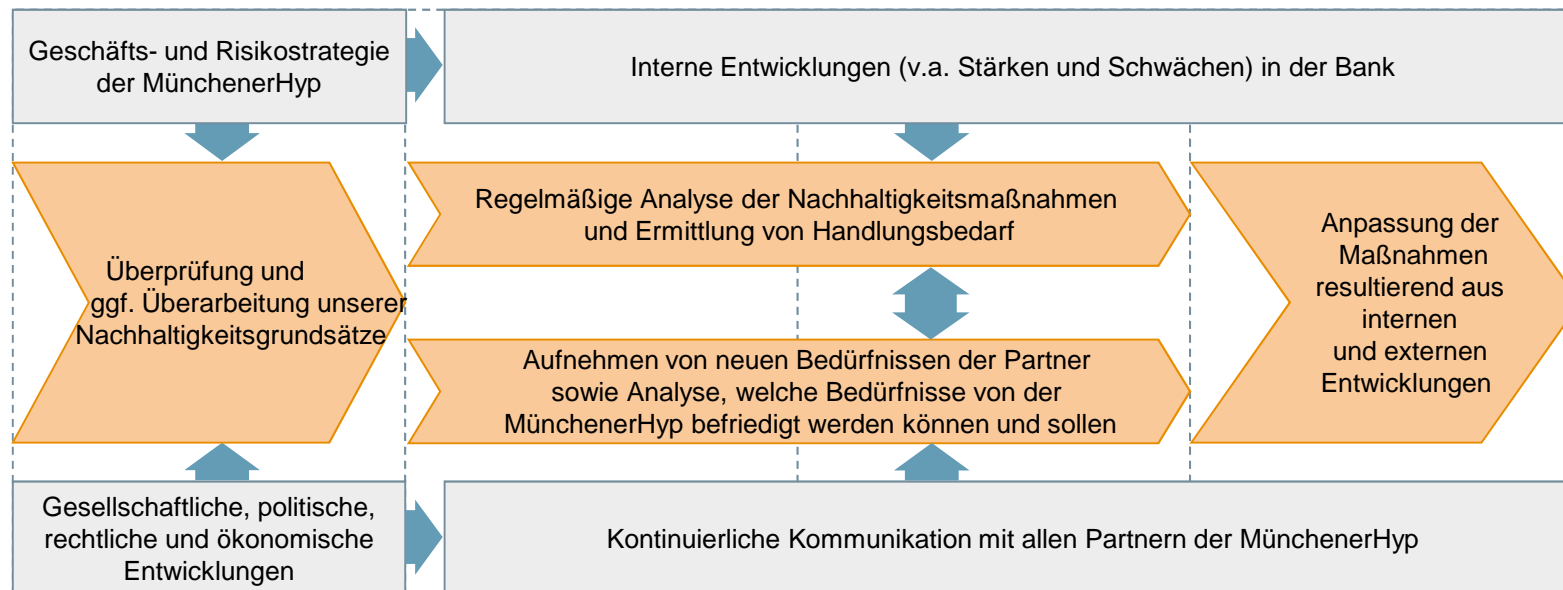 Geschäfts- und Risikostrategie
der MünchenerHyp
Interne Entwicklungen (v.a. Stärken und Schwächen) in der Bank
Überprüfung und
ggf. Überarbeitung unserer
Nachhaltigkeitsgrundsätze
Regelmäßige Analyse der Nachhaltigkeitsmaßnahmen
und Ermittlung von Handlungsbedarf
Aufnehmen von neuen Bedürfnissen der Partner
sowie Analyse, welche Bedürfnisse von der
MünchenerHyp befriedigt werden können und sollen
Anpassung der
Maßnahmen
resultierend aus
internen
und externen
Entwicklungen
Gesellschaftliche, politische,
rechtliche und ökonomische
Entwicklungen
Kontinuierliche Kommunikation mit allen Partnern der MünchenerHyp